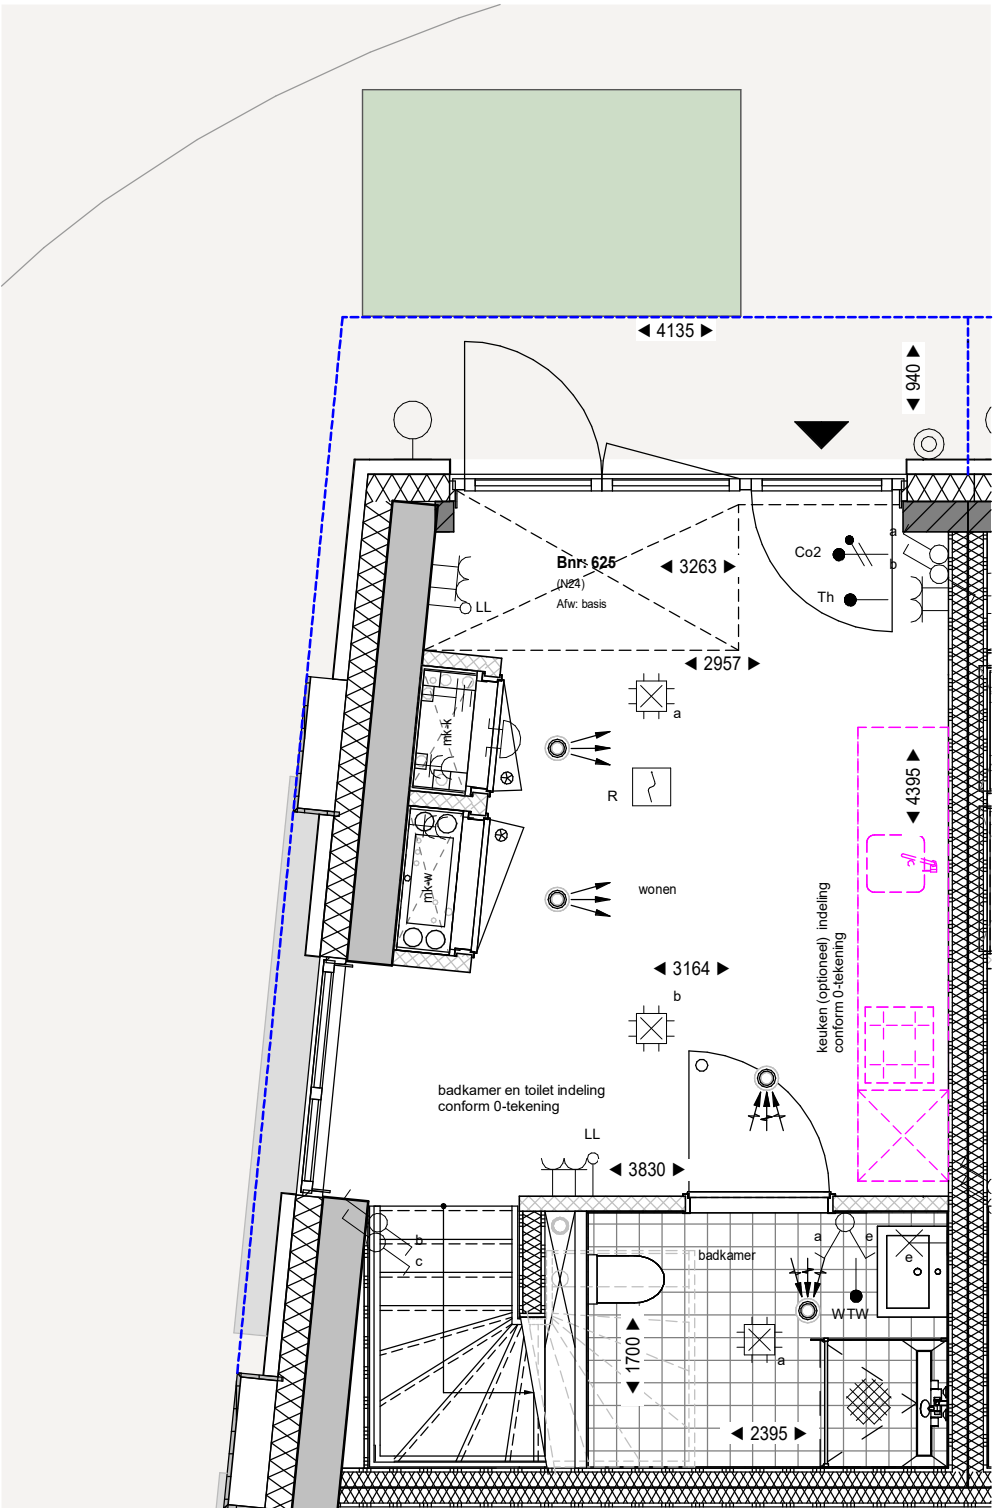 4135
940
Bnr: 625
(N24)
Afw: basis
3263
Co2
Th
a
b
LL
2957
a
mk-k
R
4395
mk-w
wonen
keuken (optioneel) indeling
conform 0-tekening
3164
b
badkamer en toilet indeling
conform 0-tekening
LL
3830
b
c
badkamer
a
e
e
WTW
1700
a
2395